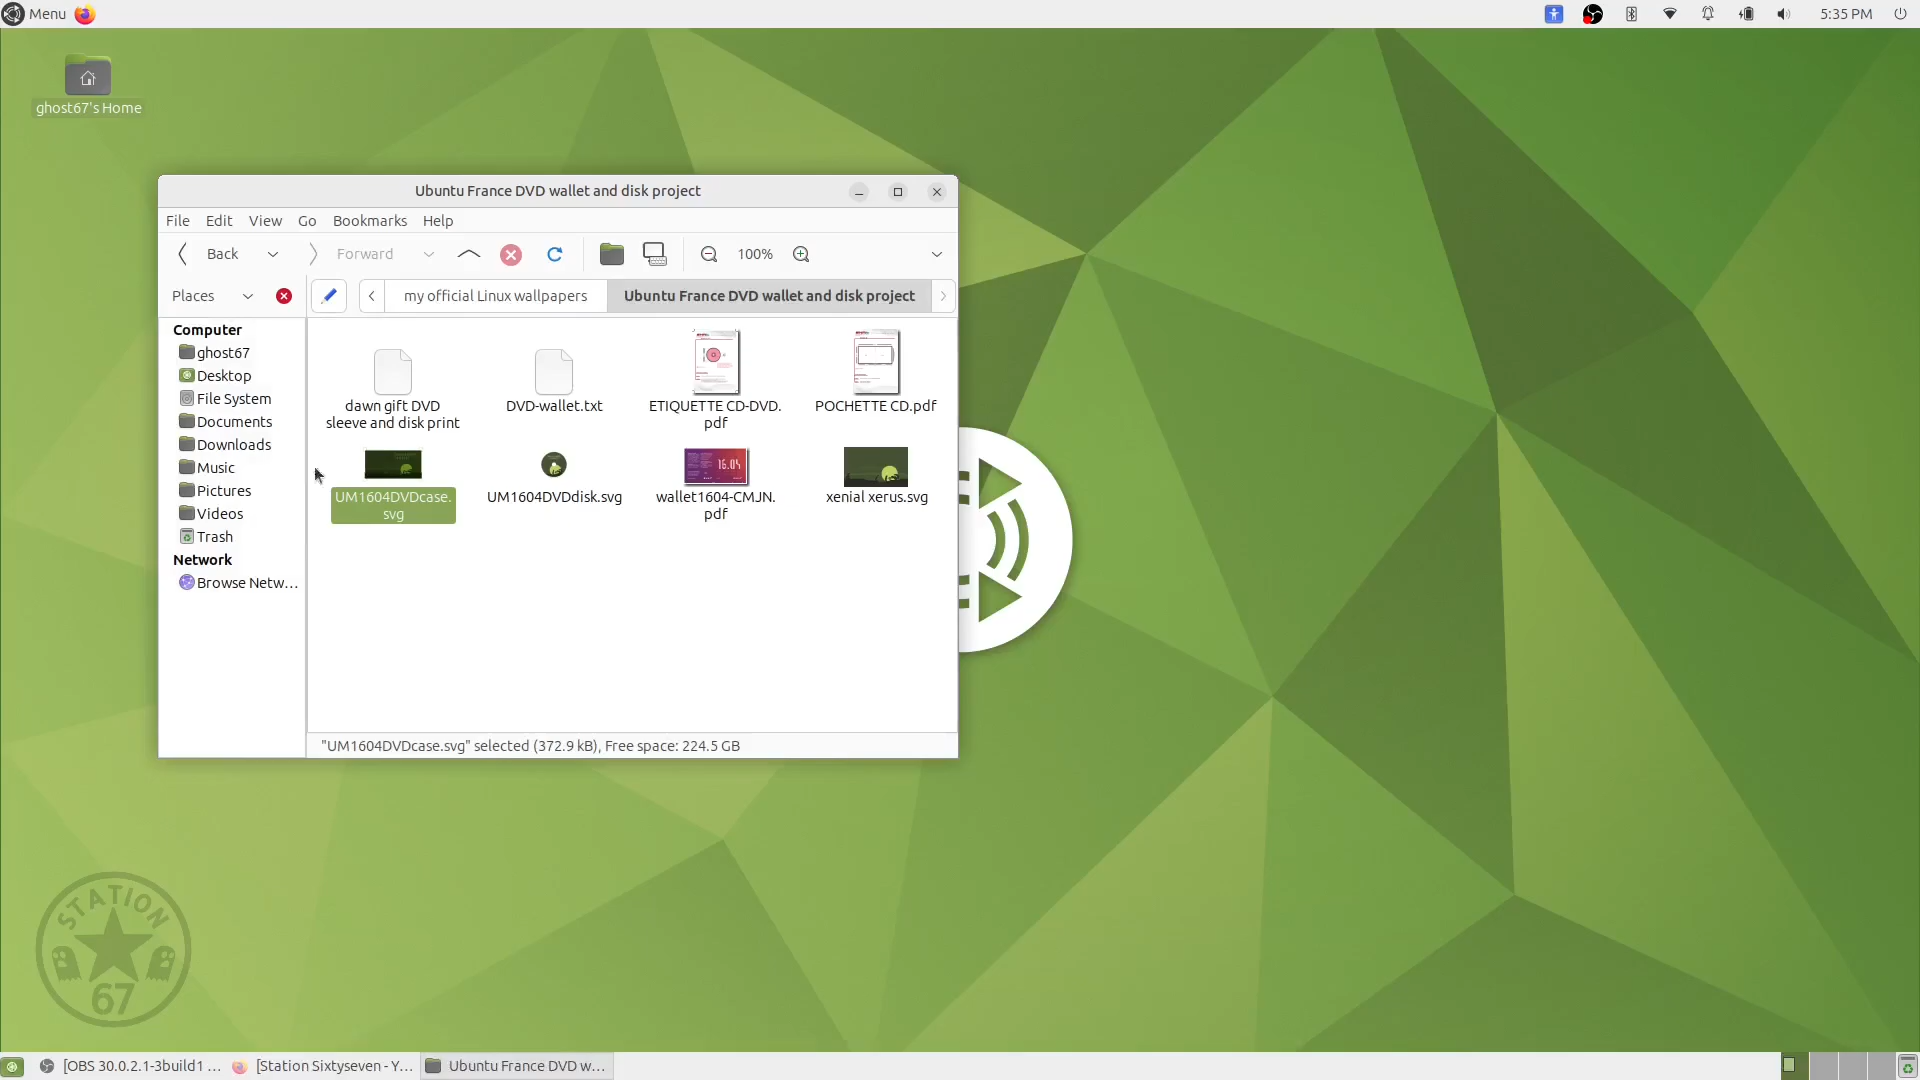 Menu
5:35 PM
ghost67's Home
Ubuntu France DVD wallet and disk project
File Edit View Go Bookmarks Help
Back Forward 100%
Places
my official Linux wallpapers Ubuntu France DVD wallet and disk project
Computer
ghost67
Desktop
File System
Documents
Downloads
Music
Pictures
Videos
Trash
Network
Browse Netw...
dawn gift DVD
sleeve and disk print
DVD-wallet.txt
ETIQUETTE CD-DVD.
pdf
POCHETTE CD.pdf
UM1604DVDcase.
svg
UM1604DVDdisk.svg
16.04
wallet1604-CMJN.
pdf
xenial xerus.svg
"UM1604DVDcase.svg" selected (372.9 kB), Free space: 224.5 GB
STATION
67
[OBS 30.0.2.1-3build1 ...
[Station Sixtyseven - Y...
Ubuntu France DVD w...